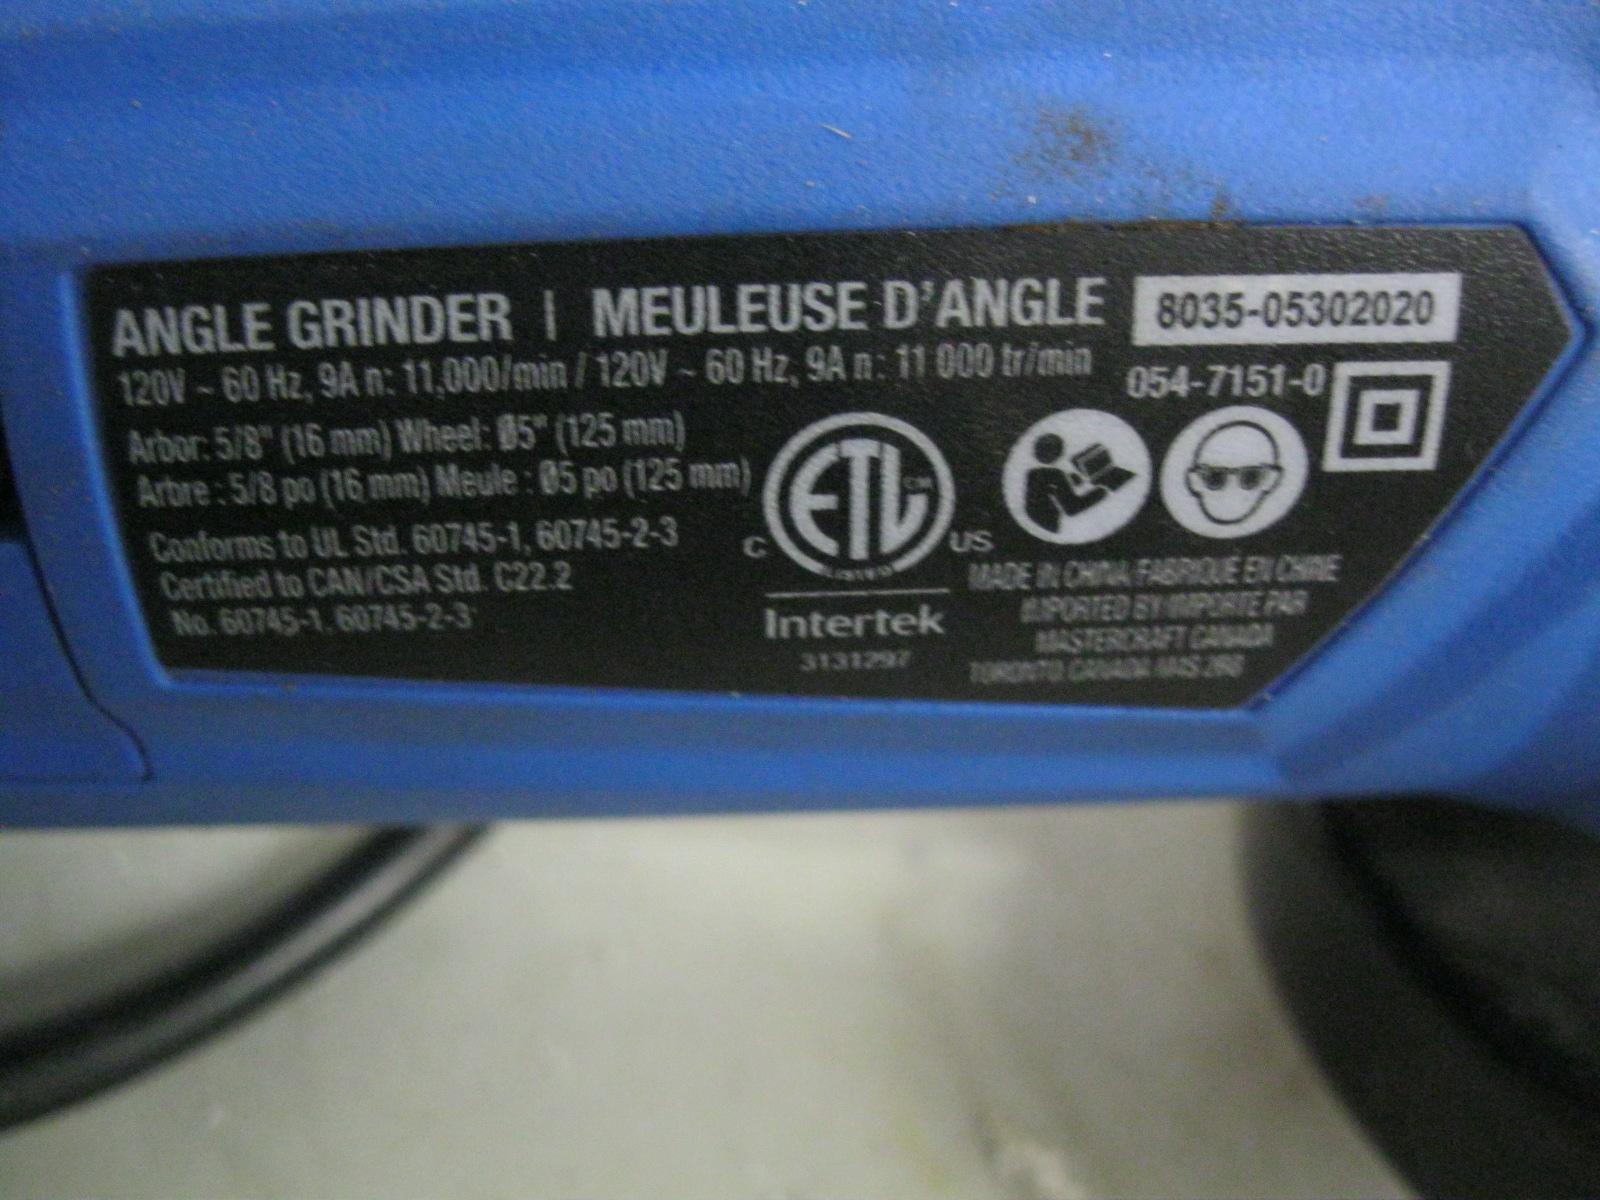 ANGLE GRINDER | MEULEUSE D'ANGLE
8035-05302020
120V ~ 60 Hz, 9A n: 11,000/min / 120V ~ 60 Hz, 9A n: 11 000 tr/min
054-7151-0
Arbor: 5/8" (16 mm) Wheel: Ø5" (125 mm)
Arbre : 5/8 po (16 mm) Meule : Ø5 po (125 mm)
Conforms to UL Std. 60745-1, 60745-2-3
Certified to CAN/CSA Std. C22.2
No. 60745-1, 60745-2-3
ETL CM
LISTED
C US
Intertek
3131297
MADE IN CHINA/FABRIQUÉ EN CHINE
IMPORTED BY/IMPORTÉ PAR
MASTERCRAFT CANADA
TORONTO, CANADA